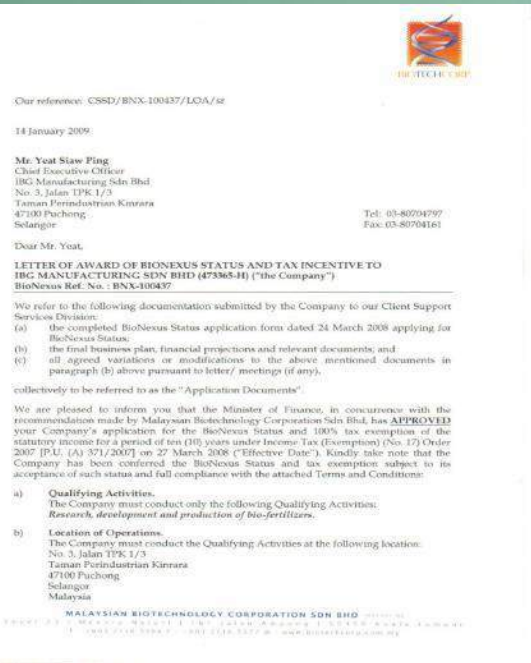 BIOTECHCORP
Our reference: CSSD/BNX-100437/LOA/sr
14 January 2009
Mr. Yeat Siaw Ping
Chief Executive Officer
IBG Manufacturing Sdn Bhd
No. 3, Jalan TPK 1/3
Taman Perindustrian Kinrara
47100 Puchong
Selangor
Tel: 03-80704797
Fax: 03-80704161
Dear Mr. Yeat,
LETTER OF AWARD OF BIONEXUS STATUS AND TAX INCENTIVE TO
IBG MANUFACTURING SDN BHD (473365-H) ("the Company")
BioNexus Ref. No. : BNX-100437
We refer to the following documentation submitted by the Company to our Client Support
Services Division:
(a) the completed BioNexus Status application form dated 24 March 2008 applying for
BioNexus Status;
(b) the final business plan, financial projections and relevant documents; and
(c) all agreed variations or modifications to the above mentioned documents in
paragraph (b) above pursuant to letter/ meetings (if any).
collectively to be referred to as the "Application Documents".
We are pleased to inform you that the Minister of Finance, in concurrence with the
recommendation made by Malaysian Biotechnology Corporation Sdn Bhd, has APPROVED
your Company's application for the BioNexus Status and 100% tax exemption of the
statutory income for a period of ten (10) years under Income Tax (Exemption) (No. 17) Order
2007 [P.U. (A) 371/2007] on 27 March 2008 ("Effective Date"). Kindly take note that the
Company has been conferred the BioNexus Status and tax exemption subject to its
acceptance of such status and full compliance with the attached Terms and Conditions:
a) Qualifying Activities.
The Company must conduct only the following Qualifying Activities:
Research, development and production of bio-fertilizers.
b) Location of Operations.
The Company must conduct the Qualifying Activities at the following location:
No. 3, Jalan TPK 1/3
Taman Perindustrian Kinrara
47100 Puchong
Selangor
Malaysia
MALAYSIAN BIOTECHNOLOGY CORPORATION SDN BHD